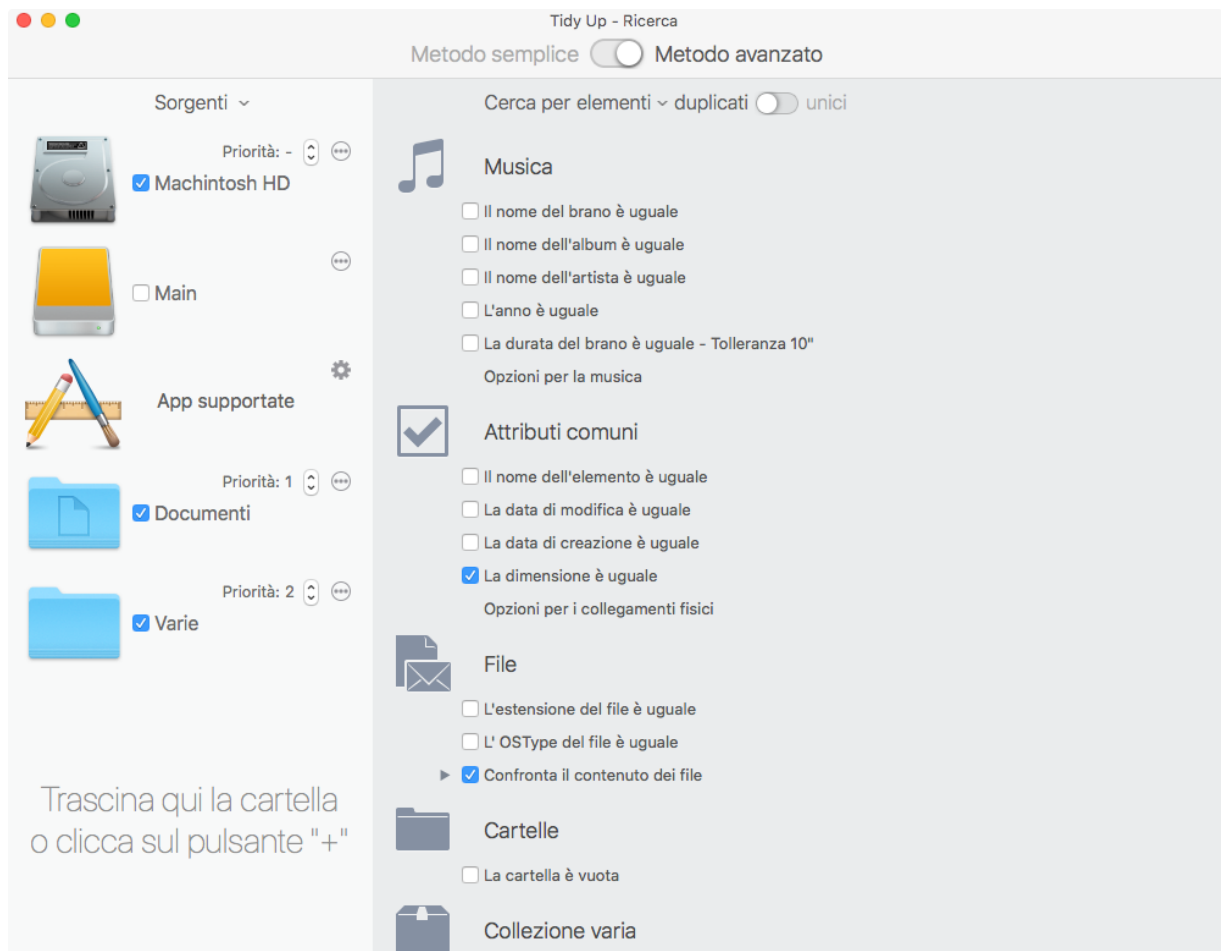 Tidy Up - Ricerca
Metodo semplice Metodo avanzato
Sorgenti
Priorità: -
Machintosh HD
Main
App supportate
Priorità: 1
Documenti
Priorità: 2
Varie
Trascina qui la cartella
o clicca sul pulsante "+"
Cerca per elementi duplicati unici
Musica
Il nome del brano è uguale
Il nome dell'album è uguale
Il nome dell'artista è uguale
L'anno è uguale
La durata del brano è uguale - Tolleranza 10"
Opzioni per la musica
Attributi comuni
Il nome dell'elemento è uguale
La data di modifica è uguale
La data di creazione è uguale
La dimensione è uguale
Opzioni per i collegamenti fisici
File
L'estensione del file è uguale
L' OSType del file è uguale
Confronta il contenuto dei file
Cartelle
La cartella è vuota
Collezione varia